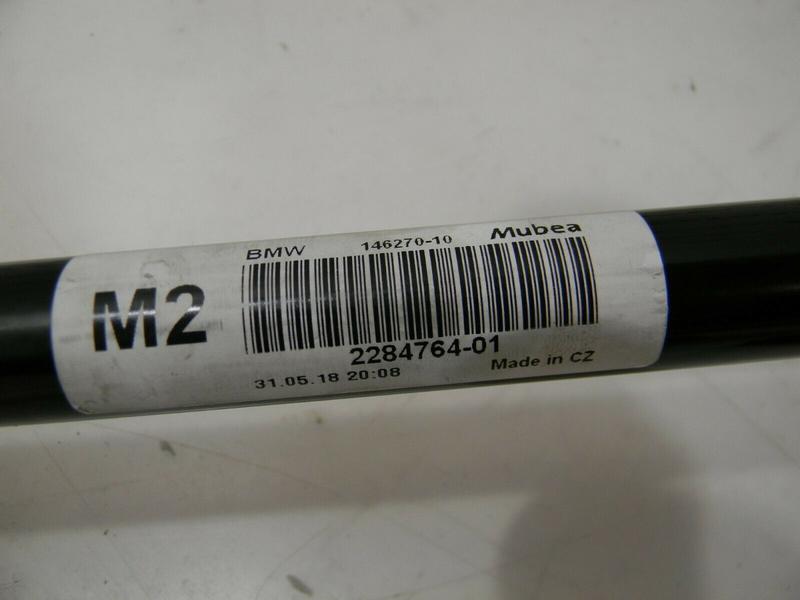 BMW 146270-10 Mubea
M2
2284764-01
31.05.18 20:08 Made in CZ